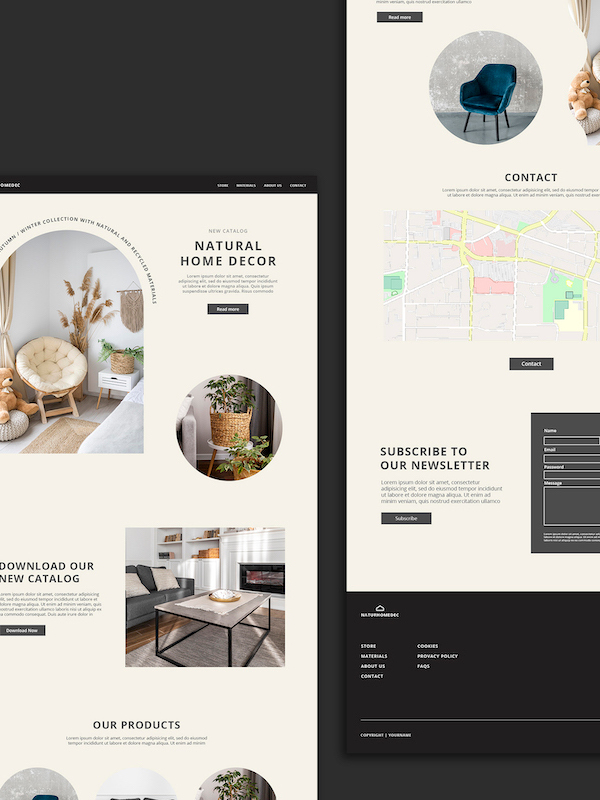 HOMEDEC
STORE MATERIALS ABOUT US CONTACT
AUTUMN / WINTER COLLECTION WITH NATURAL AND RECYCLED MATERIALS
NEW CATALOG
NATURAL
HOME DECOR
Lorem ipsum dolor sit amet, consectetur
adipiscing elit, sed do eiusmod tempor incididunt
ut labore et dolore magna aliqua. Quis ipsum
suspendisse ultrices gravida. Risus commodo
Read more
DOWNLOAD OUR
NEW CATALOG
Lorem ipsum dolor sit amet, consectetur
adipiscing elit, sed do eiusmod tempor incididunt
ut labore et
dolore magna aliqua. Ut enim ad minim veniam, quis
nostrud exercitation ullamco laboris nisi ut aliquip ex
ea commodo consequat. Duis aute irure dolor in
Download Now
OUR PRODUCTS
Lorem ipsum dolor sit amet, consectetur adipiscing elit, sed do eiusmod tempor
incididunt ut labore et dolore magna aliqua. Ut enim ad minim
minim veniam, quis nostrud exercitation ullamco
Read more
CONTACT
Lorem ipsum dolor sit amet, consectetur adipiscing elit, sed do eiusmod
ut labore et dolore magna aliqua. Ut enim ad minim
Contact
SUBSCRIBE TO
OUR NEWSLETTER
Lorem ipsum dolor sit amet, consectetur
adipiscing elit, sed do eiusmod tempor incididunt
ut labore et dolore magna aliqua. Ut enim ad
minim veniam, quis nostrud exercitation ullamco
Subscribe
Name
Email
Password
Message
NATURHOMEDEC
STORE COOKIES
MATERIALS PROVACY POLICY
ABOUT US FAQS
CONTACT
COPYRIGHT | YOURNAME